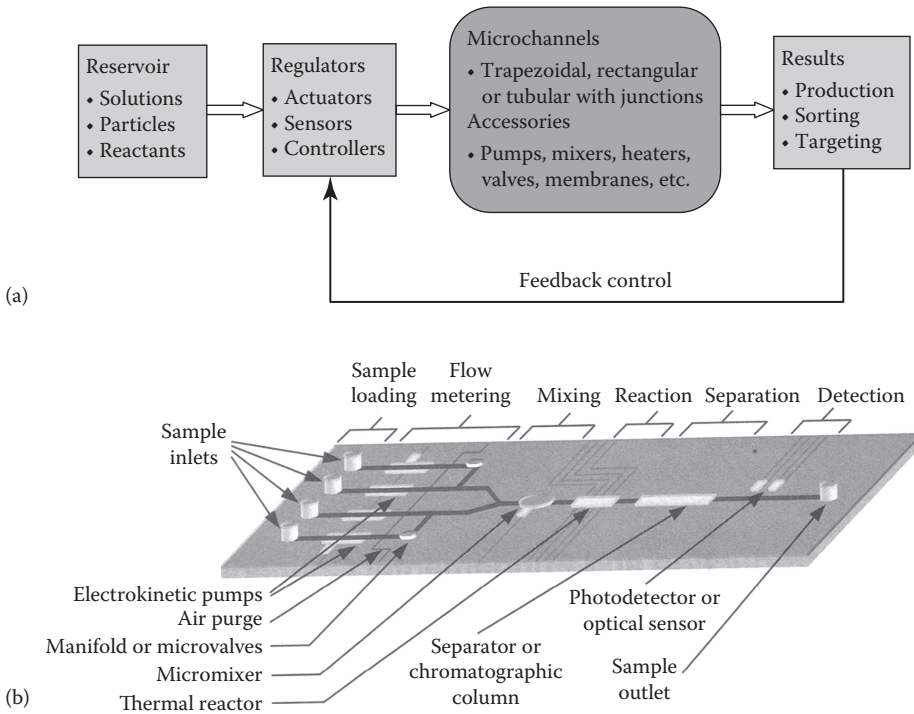 Reservoir
• Solutions
• Particles
• Reactants
Regulators
• Actuators
• Sensors
• Controllers
Microchannels
• Trapezoidal, rectangular
or tubular with junctions
Accessories
• Pumps, mixers, heaters,
valves, membranes, etc.
Results
• Production
• Sorting
• Targeting
Feedback control
(a)
Sample
loading
Flow
metering
Mixing
Reaction
Separation
Detection
Sample
inlets
Electrokinetic pumps
Air purge
Manifold or microvalves
Micromixer
Thermal reactor
Separator or
chromatographic
column
Photodetector or
optical sensor
Sample
outlet
(b)